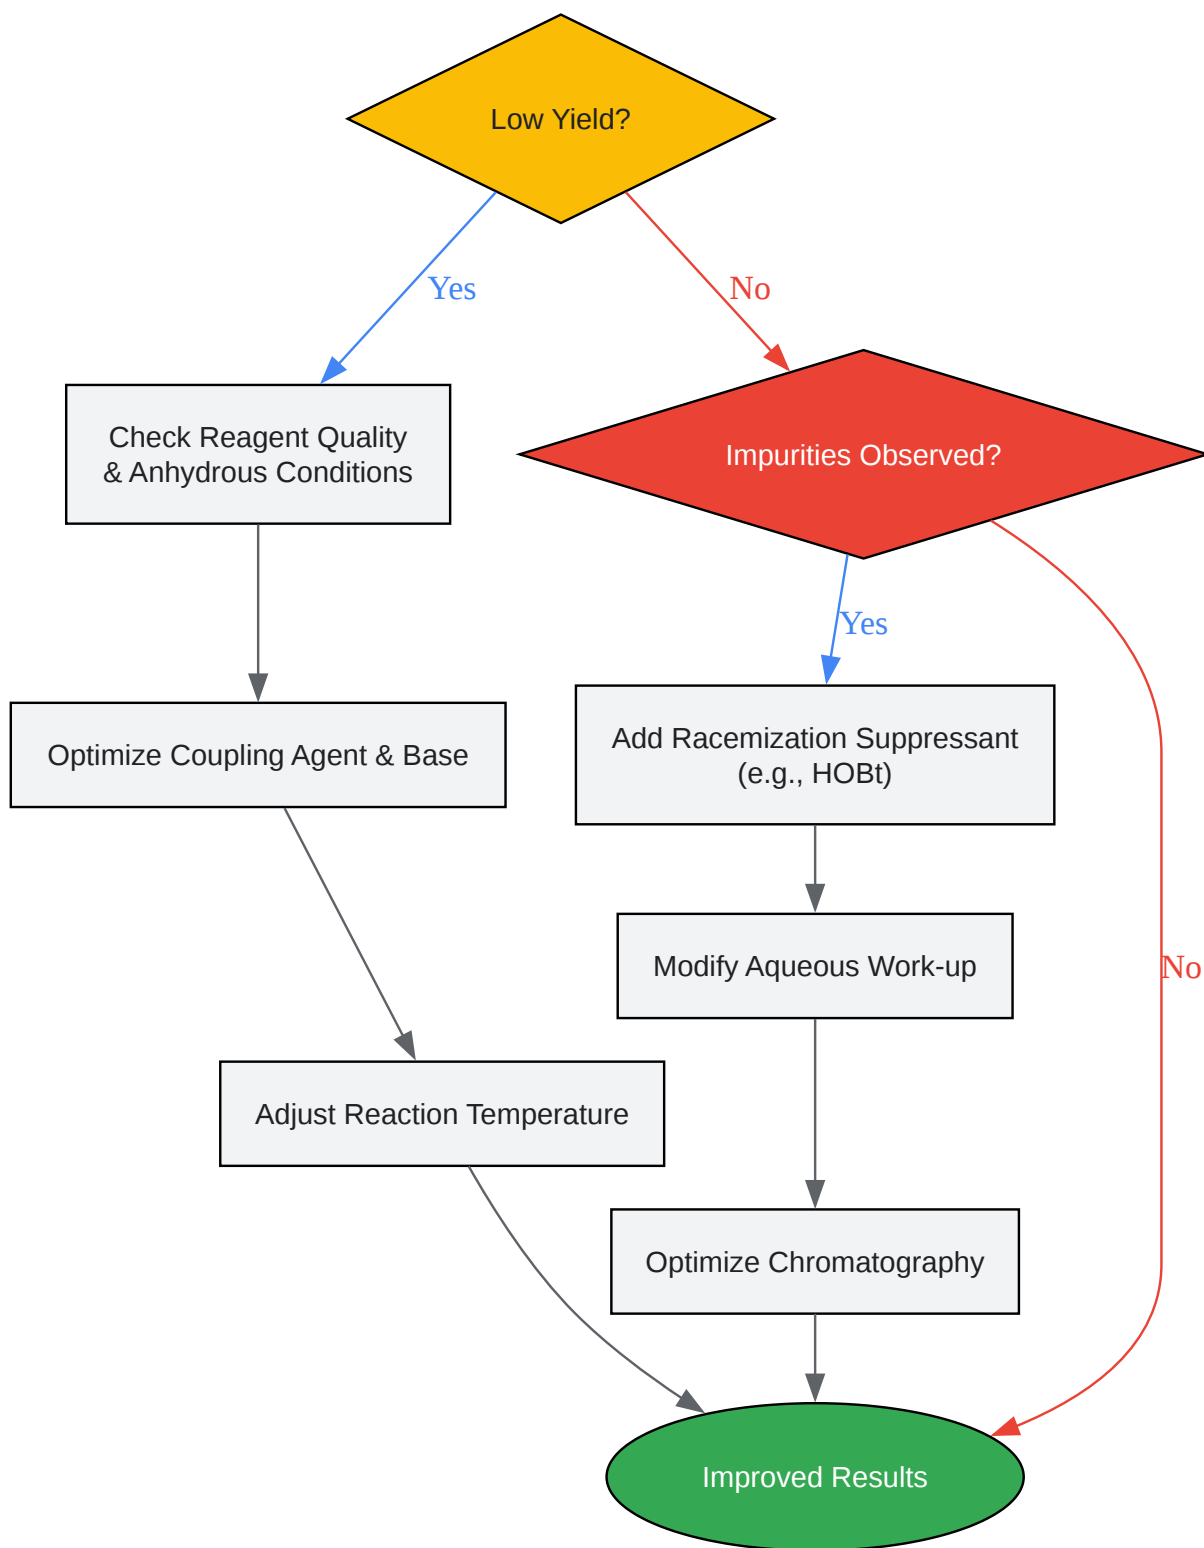 Low Yield?
Yes
No
Check Reagent Quality
& Anhydrous Conditions
Impurities Observed?
Yes
Optimize Coupling Agent & Base
Add Racemization Suppressant
(e.g., HOBt)
Modify Aqueous Work-up
No
Adjust Reaction Temperature
Optimize Chromatography
Improved Results